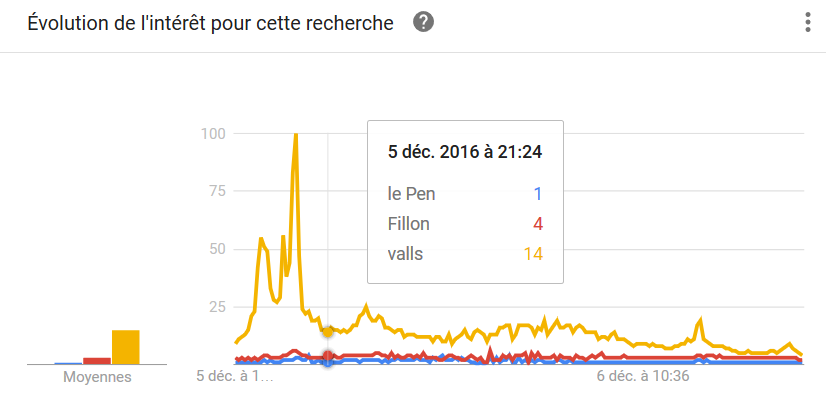 Évolution de l'intérêt pour cette recherche ?
100
75
50
25
5 déc. 2016 à 21:24
le Pen 1
Fillon 4
valls 14
Moyennes
5 déc. à 1...
6 déc. à 10:36